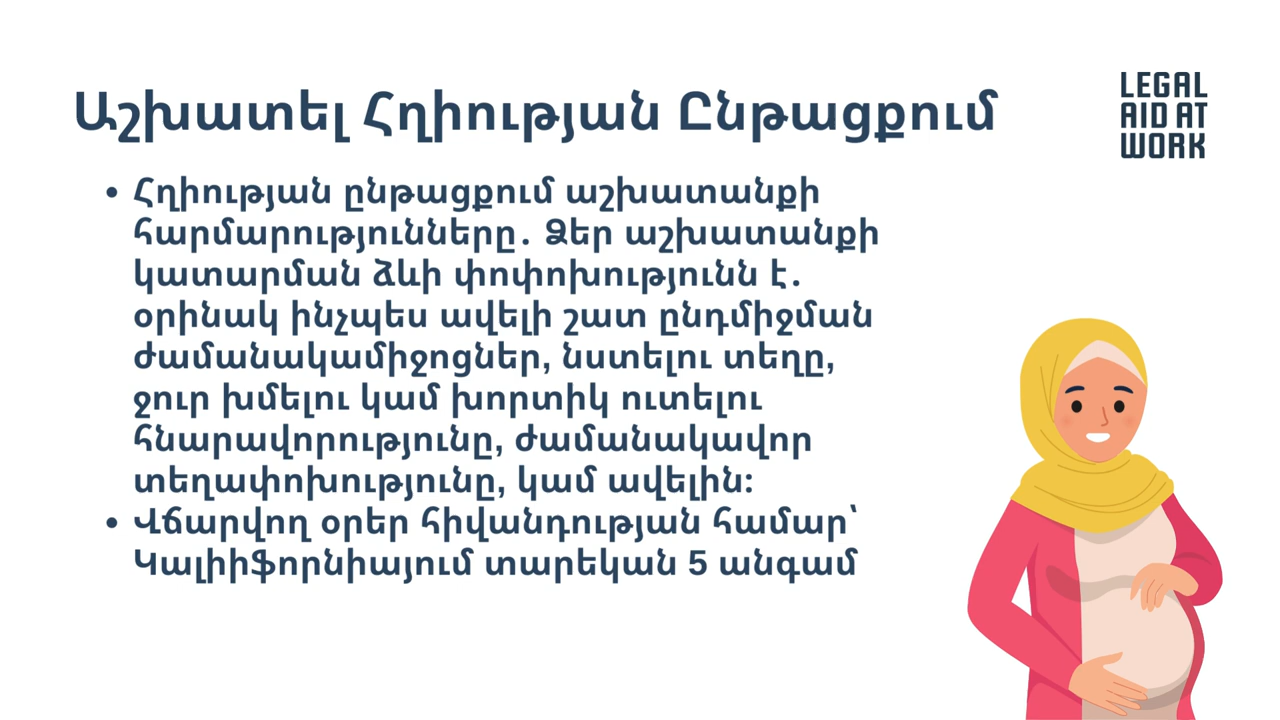 Աշխատել Հղիության Ընթացքում
LEGAL
AID AT
WORK
• Հղիության ընթացքում աշխատանքի
հարմարությունները․ Ձեր աշխատանքի
կատարման ձևի փոփոխությունն է․
օրինակ ինչպես ավելի շատ ընդմիջման
ժամանակամիջոցներ, նստելու տեղը,
ջուր խմելու կամ խորտիկ ուտելու
հնարավորությունը, ժամանակավոր
տեղափոխությունը, կամ ավելին։
• Վճարվող օրեր հիվանդության համար՝
Կալիիֆորնիայում տարեկան 5 անգամ